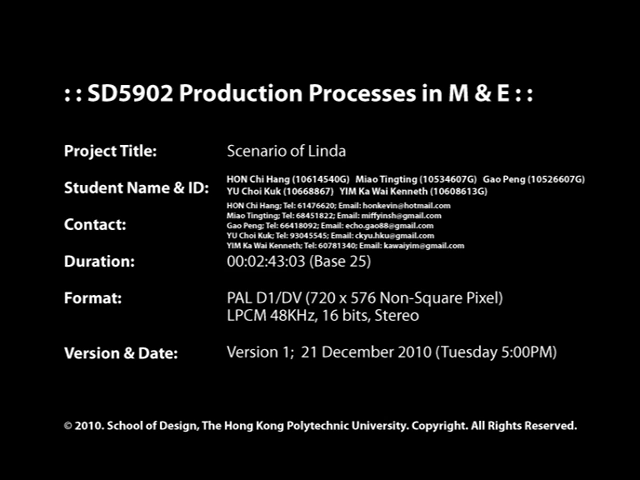 : : SD5902 Production Processes in M & E : :
Project Title: Scenario of Linda
Student Name & ID: HON Chi Hang (10614540G) Miao Tingting (10534607G) Gao Peng (10526607G)
YU Choi Kuk (10668867) YIM Ka Wai Kenneth (10608613G)
Contact: HON Chi Hang; Tel: 61476620; Email: honkevin@hotmail.com
Miao Tingting; Tel: 68451822; Email: miffyinsh@gmail.com
Gao Peng; Tel: 66418092; Email: echo.gao88@gmail.com
YU Choi Kuk; Tel: 93045545; Email: ckyu.hku@gmail.com
YIM Ka Wai Kenneth; Tel: 60781340; Email: kawaiyim@gmail.com
Duration: 00:02:43:03 (Base 25)
Format: PAL D1/DV (720 x 576 Non-Square Pixel)
LPCM 48KHz, 16 bits, Stereo
Version & Date: Version 1; 21 December 2010 (Tuesday 5:00PM)
© 2010. School of Design, The Hong Kong Polytechnic University. Copyright. All Rights Reserved.